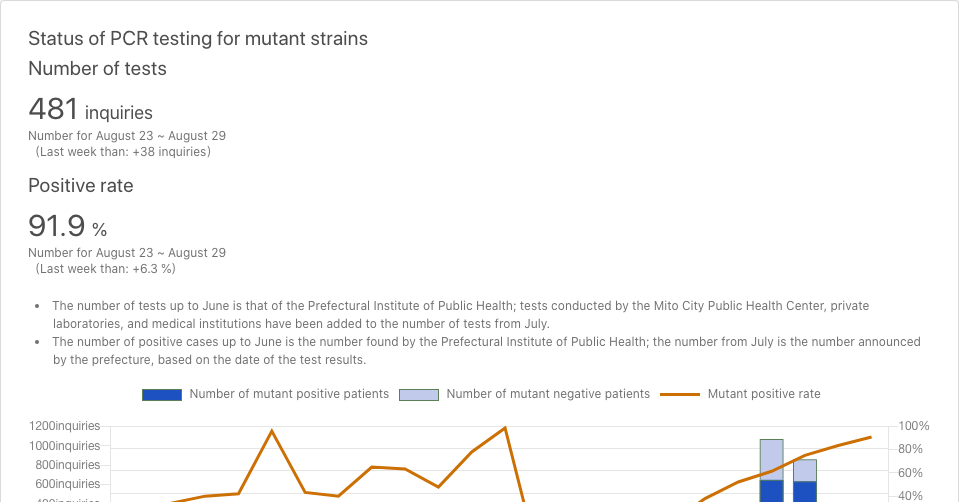 Status of PCR testing for mutant strains
Number of tests
481 inquiries
Number for August 23 ~ August 29
(Last week than: +38 inquiries)
Positive rate
91.9 %
Number for August 23 ~ August 29
(Last week than: +6.3 %)
• The number of tests up to June is that of the Prefectural Institute of Public Health; tests conducted by the Mito City Public Health Center, private
laboratories, and medical institutions have been added to the number of tests from July.
• The number of positive cases up to June is the number found by the Prefectural Institute of Public Health; the number from July is the number announced
by the prefecture, based on the date of the test results.
Number of mutant positive patients Number of mutant negative patients Mutant positive rate
1200inquiries 100%
1000inquiries 80%
800inquiries 60%
600inquiries 40%
400inquiries